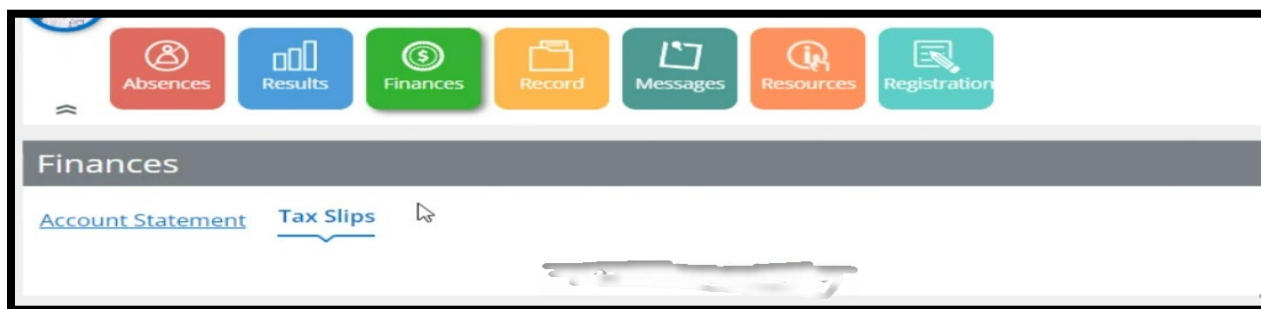 Absences Results Finances Record Messages Resources Registration
Finances
Account Statement Tax Slips